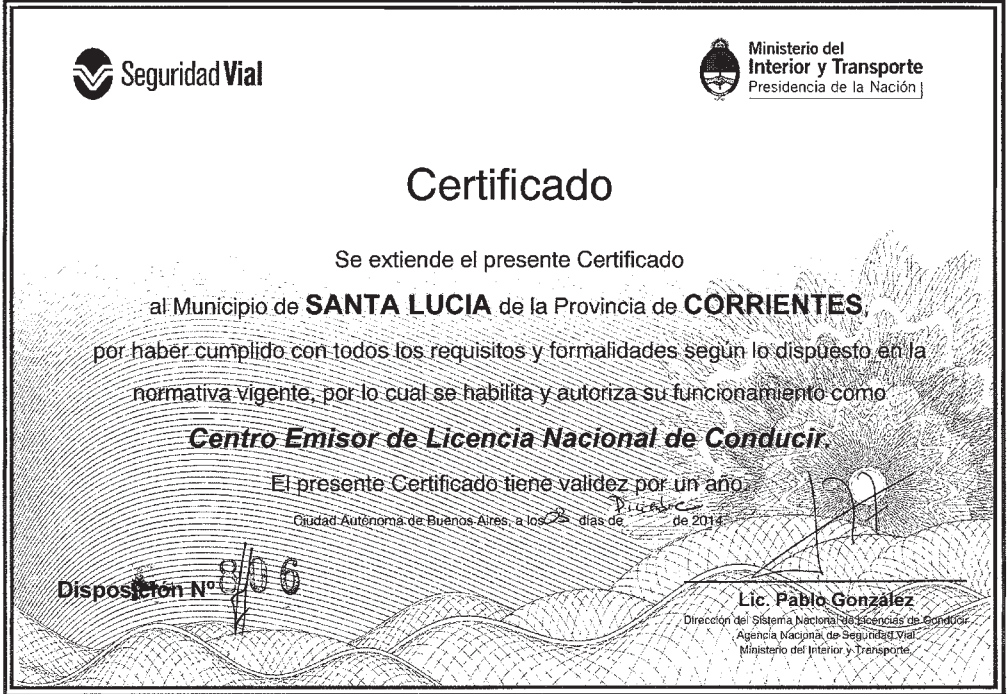 Seguridad Vial
Ministerio del
Interior y Transporte
Presidencia de la Nación
Certificado
Se extiende el presente Certificado
al Municipio de SANTA LUCIA de la Provincia de CORRIENTES,
por haber cumplido con todos los requisitos y formalidades según lo dispuesto en la
normativa vigente, por lo cual se habilita y autoriza su funcionamiento como
Centro Emisor de Licencia Nacional de Conducir.
El presente Certificado tiene validez por un año.
Ciudad Autónoma de Buenos Aires, a los 03 días de Diciembre de 2014
Disposición Nº 806
Lic. Pablo González
Dirección del Sistema Nacional de Licencias de Conducir
Agencia Nacional de Seguridad Vial
Ministerio del Interior y Transporte